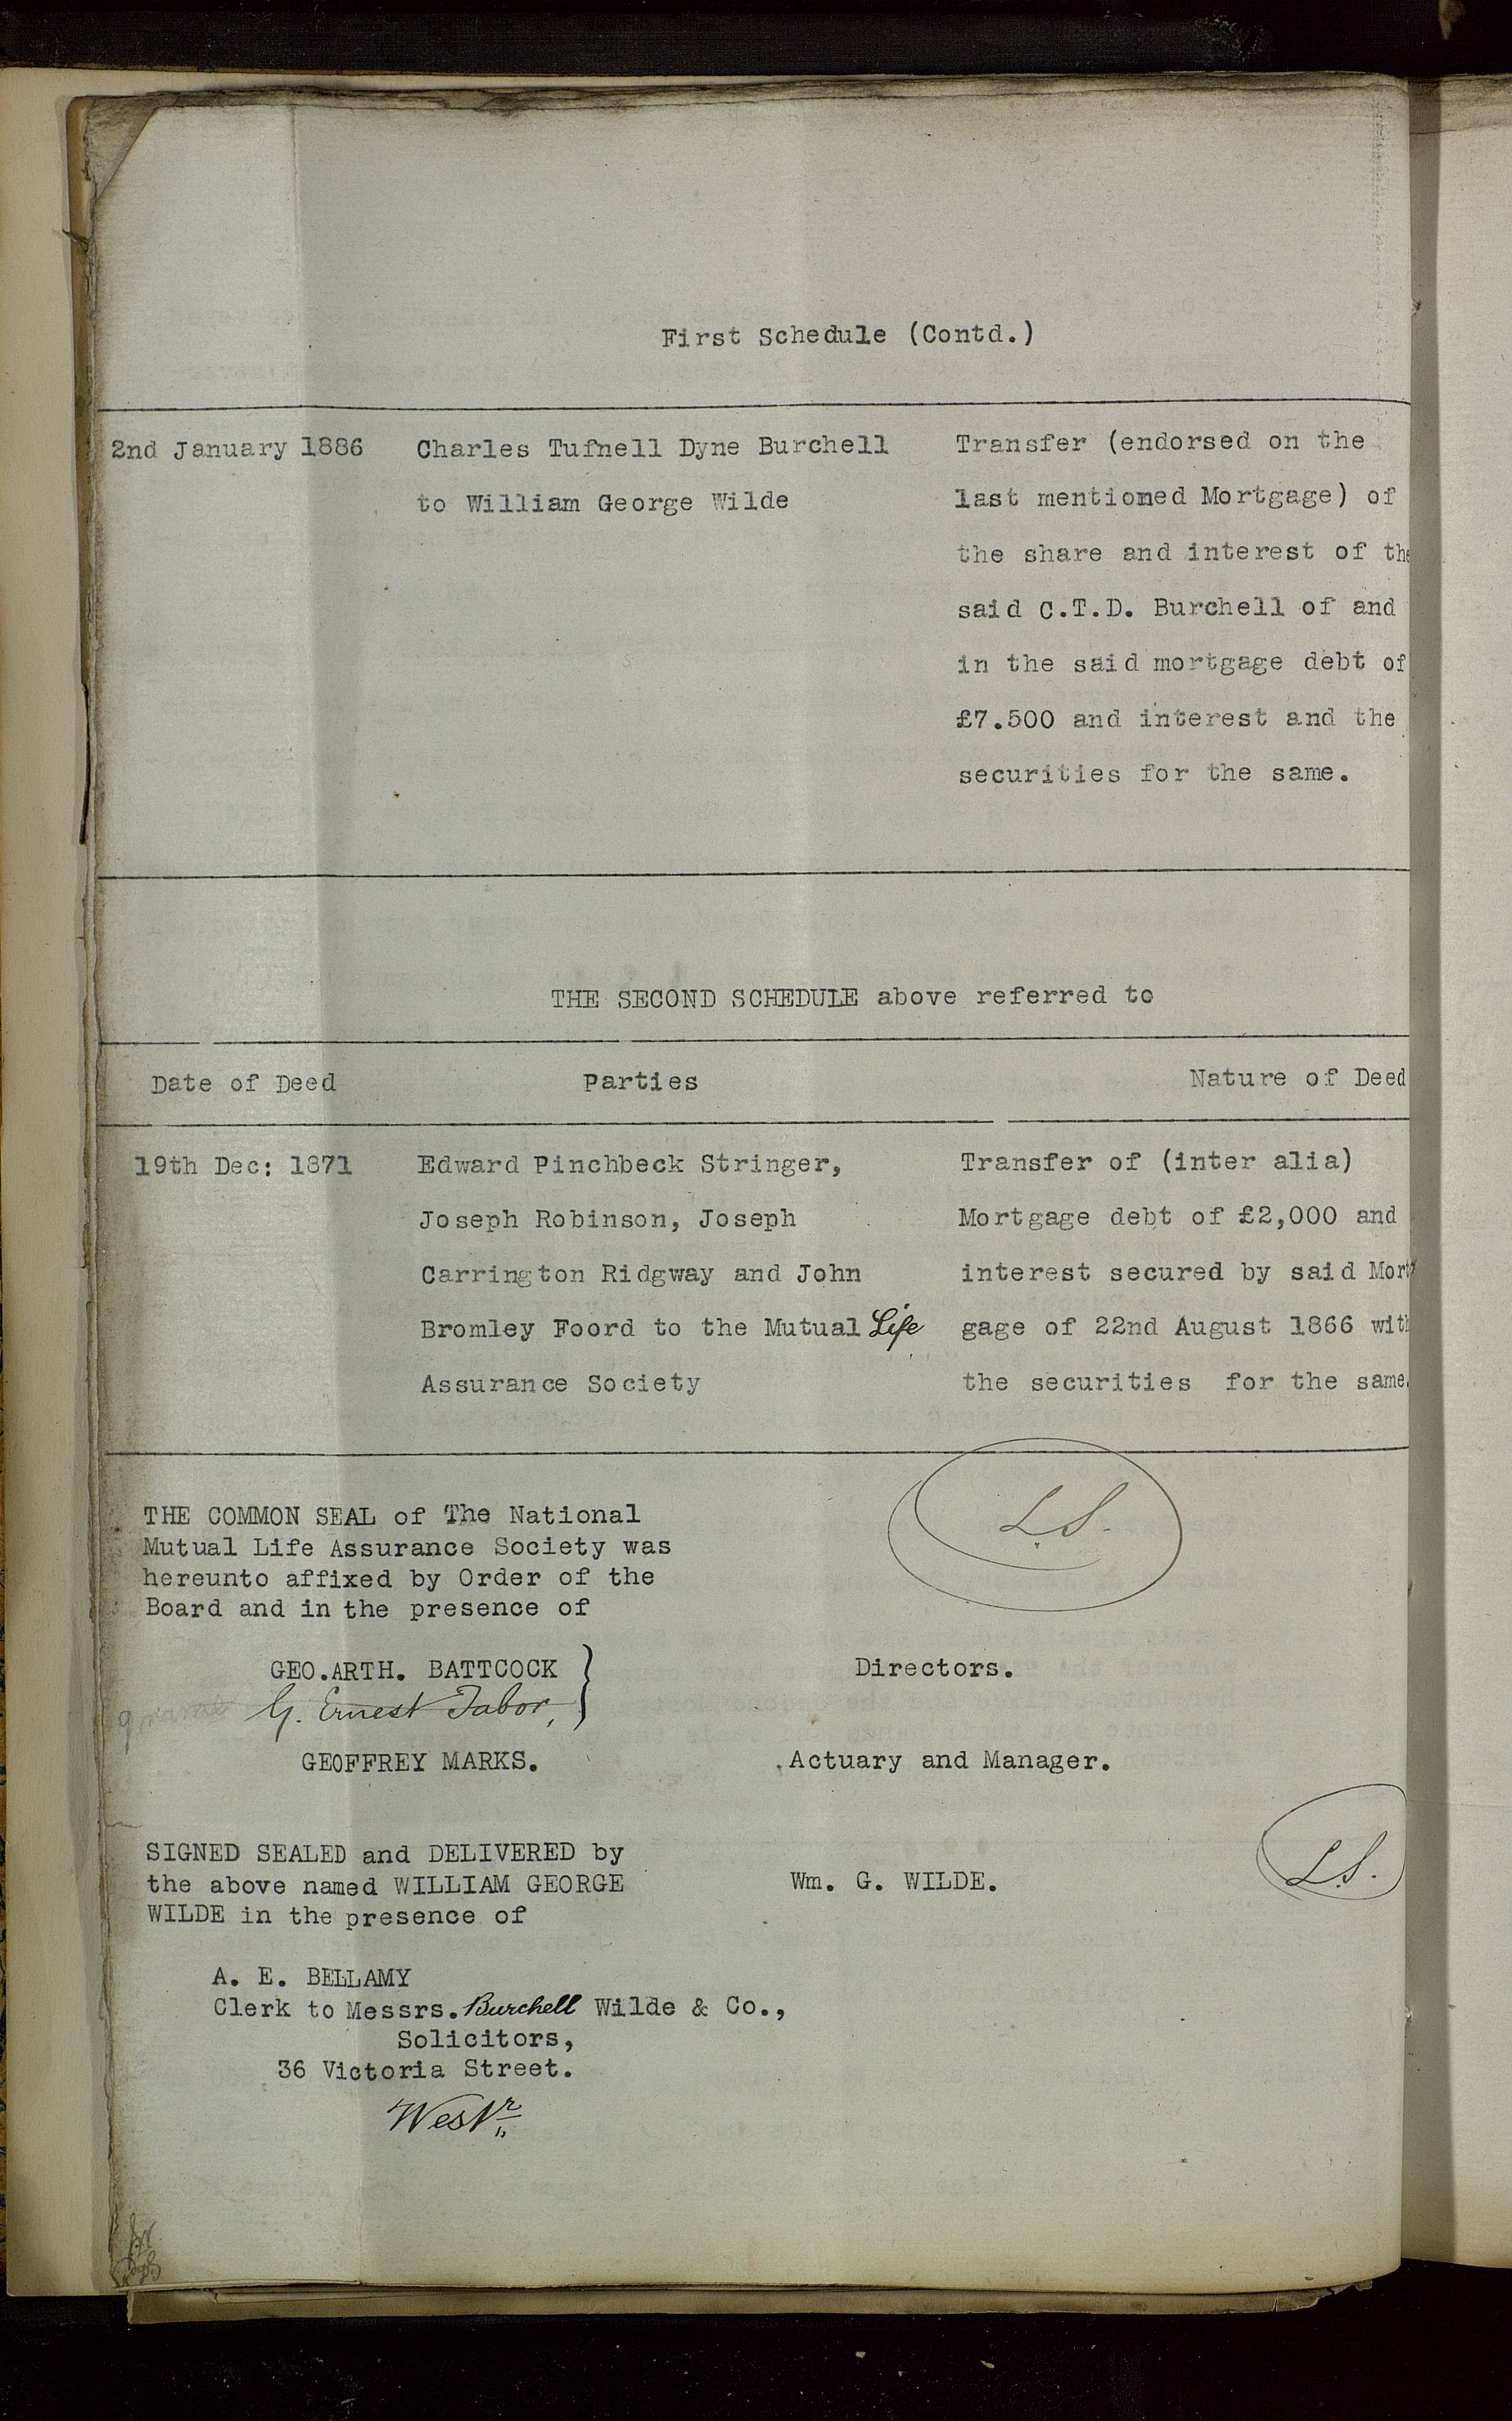 First Schedule (Contd.)
2nd January 1886
Charles Tufnell Dyne Burchell
to William George Wilde
Transfer (endorsed on the
last mentioned Mortgage) of
the share and interest of the
said C.T.D. Burchell of and
in the said mortgage debt of
£7.500 and interest and the
securities for the same.
THE SECOND SCHEDULE above referred to
Date of Deed Parties Nature of Deed
19th Dec: 1871
Edward Pinchbeck Stringer,
Joseph Robinson, Joseph
Carrington Ridgway and John
Bromley Foord to the Mutual Life
Assurance Society
Transfer of (inter alia)
Mortgage debt of £2,000 and
interest secured by said Mort
gage of 22nd August 1866 with
the securities for the same.
THE COMMON SEAL of The National
Mutual Life Assurance Society was
hereunto affixed by Order of the
Board and in the presence of
L.S.
GEO.ARTH. BATTCOCK
G. Ernest Tabor,
Directors.
GEOFFREY MARKS. Actuary and Manager.
SIGNED SEALED and DELIVERED by
the above named WILLIAM GEORGE
WILDE in the presence of
Wm. G. WILDE.
L.S.
A. E. BELLAMY
Clerk to Messrs. Burchell Wilde & Co.,
Solicitors,
36 Victoria Street.
Westr